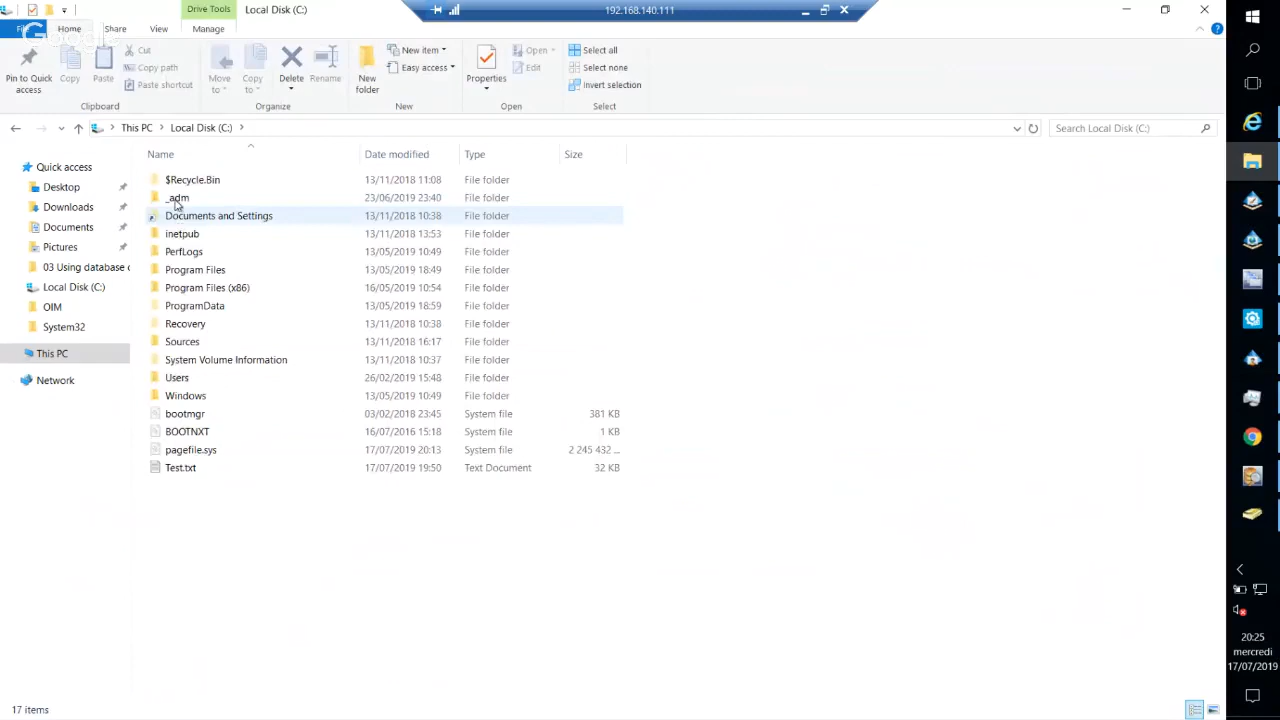 Drive Tools
Local Disk (C:)
192.168.140.111
File
Home
Share
View
Manage
Google
Pin to Quick access
Copy
Paste
Cut
Copy path
Paste shortcut
Move to
Copy to
Delete
Rename
New folder
New item
Easy access
Properties
Open
Edit
Select all
Select none
Invert selection
Clipboard
Organize
New
Open
Select
This PC
Local Disk (C:)
Search Local Disk (C:)
Quick access
Desktop
Downloads
Documents
Pictures
03 Using database c
Local Disk (C:)
OIM
System32
This PC
Network
Name Date modified Type Size
$Recycle.Bin 13/11/2018 11:08 File folder
_adm 23/06/2019 23:40 File folder
Documents and Settings 13/11/2018 10:38 File folder
inetpub 13/11/2018 13:53 File folder
PerfLogs 13/05/2019 10:49 File folder
Program Files 13/05/2019 18:49 File folder
Program Files (x86) 16/05/2019 10:54 File folder
ProgramData 13/05/2019 18:59 File folder
Recovery 13/11/2018 10:38 File folder
Sources 13/11/2018 16:17 File folder
System Volume Information 13/11/2018 10:37 File folder
Users 26/02/2019 15:48 File folder
Windows 13/05/2019 10:49 File folder
bootmgr 03/02/2018 23:45 System file 381 KB
BOOTNXT 16/07/2016 15:18 System file 1 KB
pagefile.sys 17/07/2019 20:13 System file 2 245 432 ...
Test.txt 17/07/2019 19:50 Text Document 32 KB
17 items
20:25
mercredi
17/07/2019